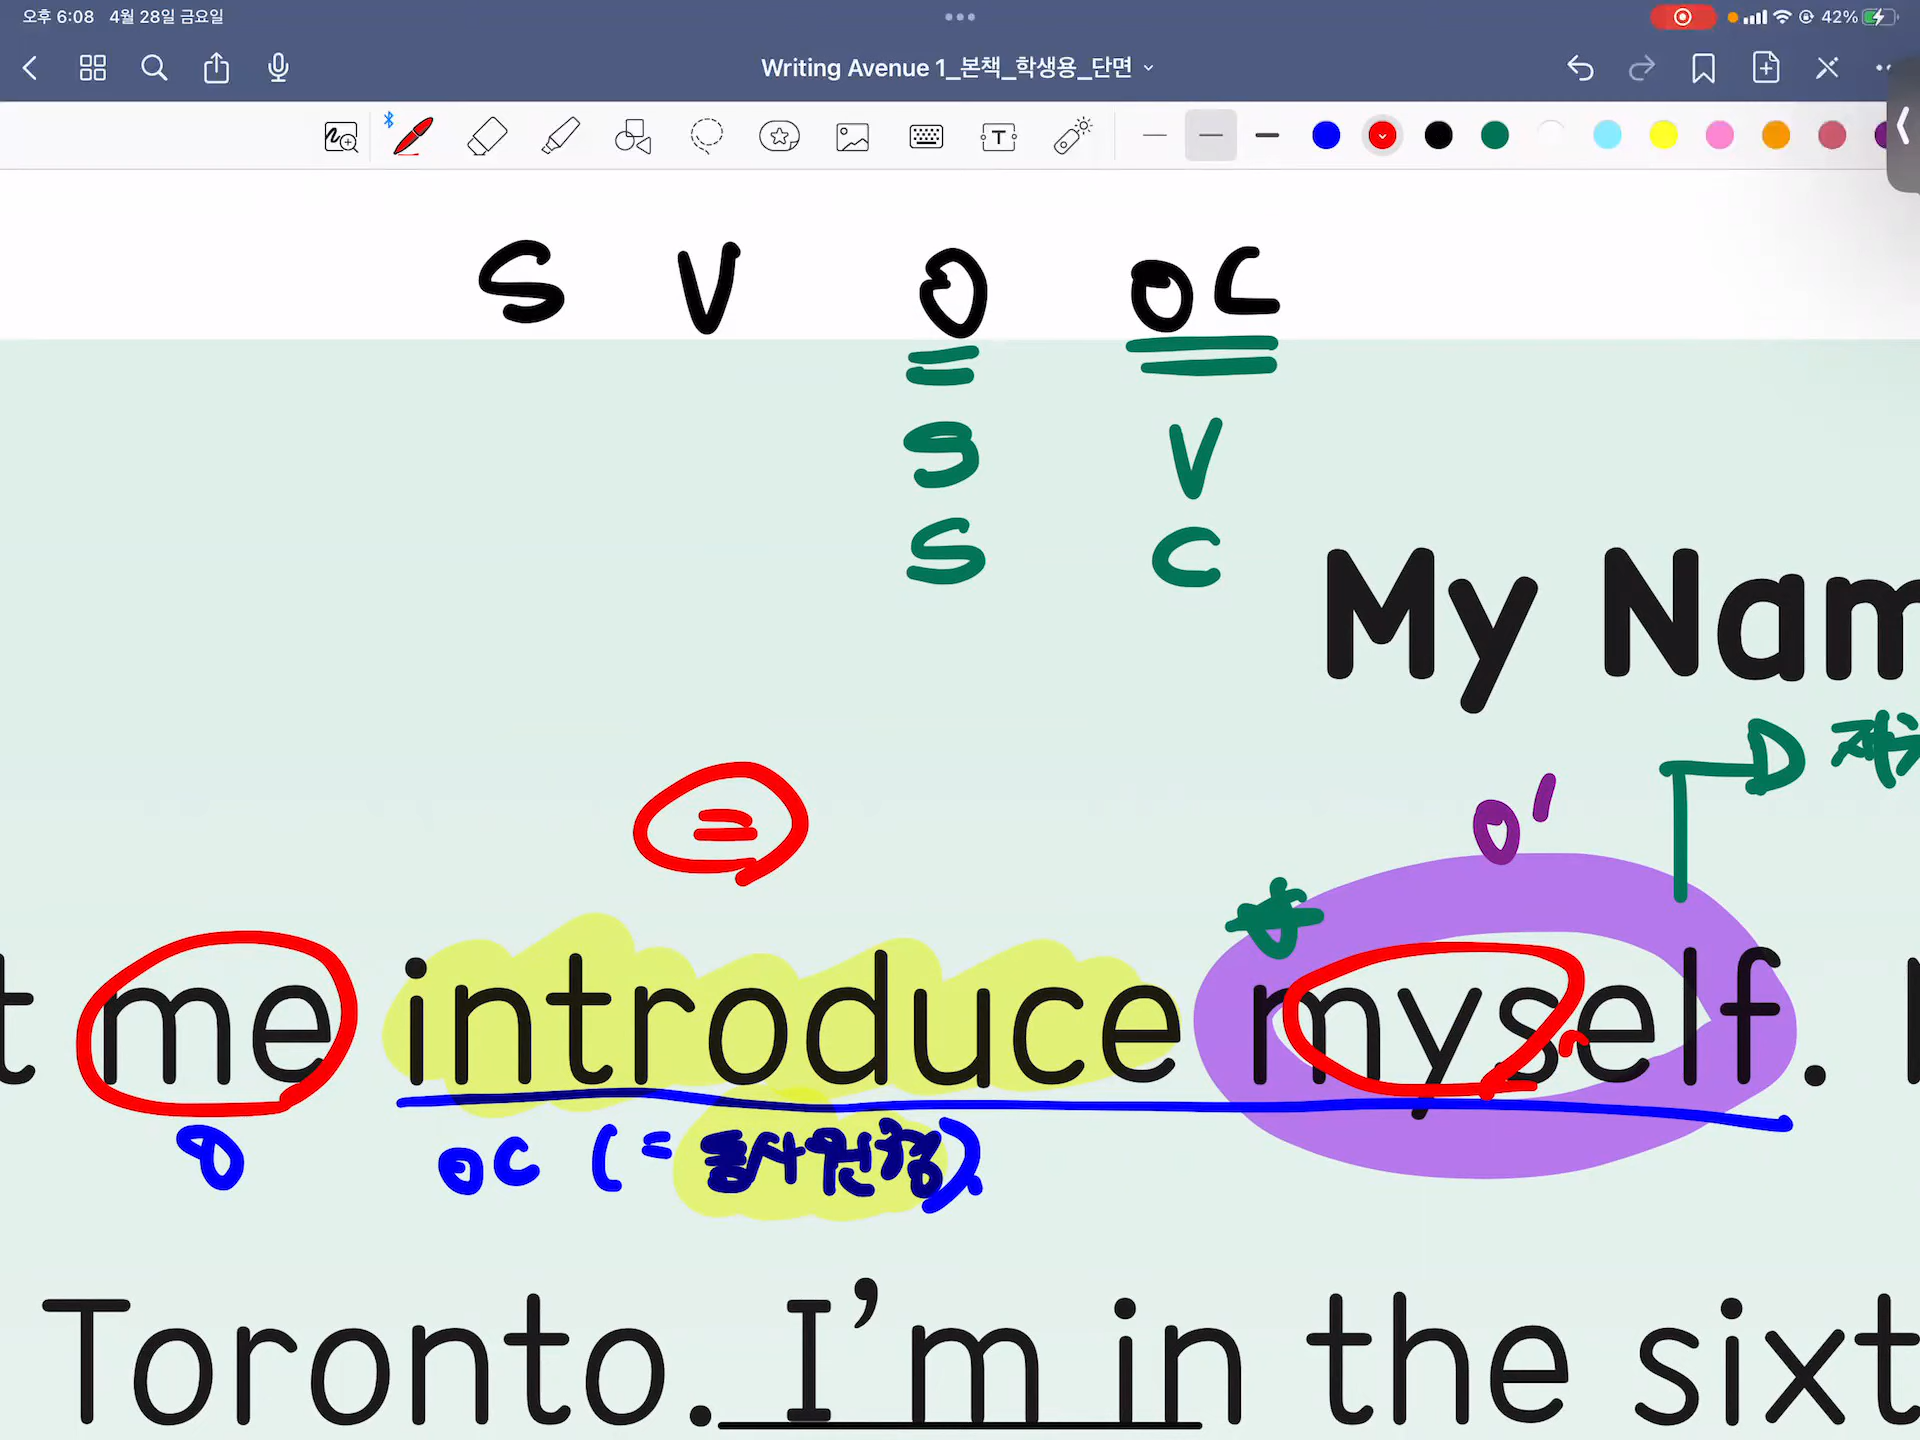 오후 6:08 4월 28일 금요일
42%
Writing Avenue 1_본책_학생용_단면
S V O OC
S V
S C
My Nam
=
O'
t me introduce myself.
O OC (= 동사원형)
Toronto. I'm in the sixt